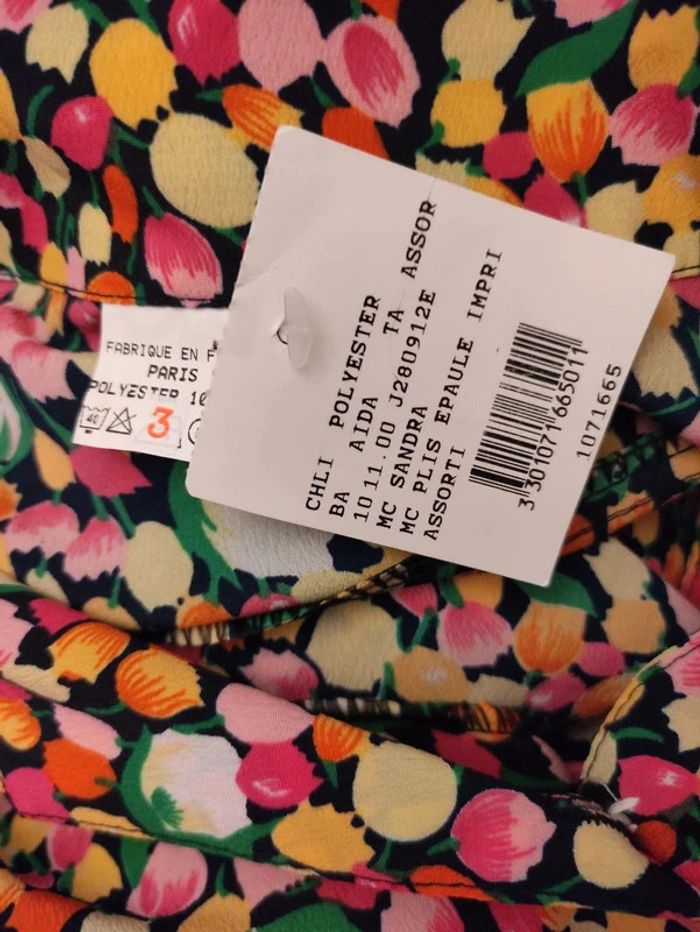 FABRIQUE EN F
PARIS
POLYESTER 10
40
3
CHLI POLYESTER
BA AIDA TA ASSOR
10 11.00 J280912E
MC SANDRA
MC PLIS EPAULE IMPRI
ASSORTI
3 301071 665011
1071665